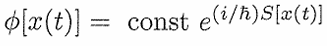 ϕ[x(t)] = const e^{(i/ℏ)S[x(t)]}